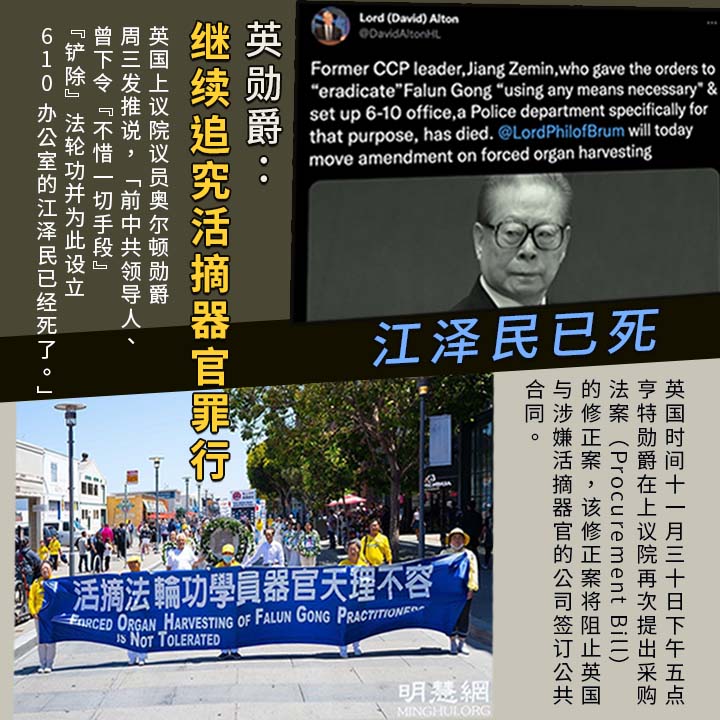 英勋爵：
继续追究活摘器官罪行
英国上议院议员奥尔顿勋爵
周三发推说，「前中共领导人、
曾下令『不惜一切手段』
『铲除』法轮功并为此设立
610 办公室的江泽民已经死了。」
Lord (David) Alton
@DavidAltonHL
Former CCP leader,Jiang Zemin,who gave the orders to
“eradicate”Falun Gong “using any means necessary” &
set up 6-10 office,a Police department specifically for
that purpose, has died. @LordPhilofBrum will today
move amendment on forced organ harvesting
江泽民已死
英国时间十一月三十日下午五点
亨特勋爵在上议院再次提出采购
法案（Procurement Bill）
的修正案，该修正案将阻止英国
与涉嫌活摘器官的公司签订公共
合同。
活摘法輪功學員器官天理不容
FORCED ORGAN HARVESTING OF FALUN GONG PRACTITIONERS
IS NOT TOLERATED
明慧網
MINGHUI.ORG